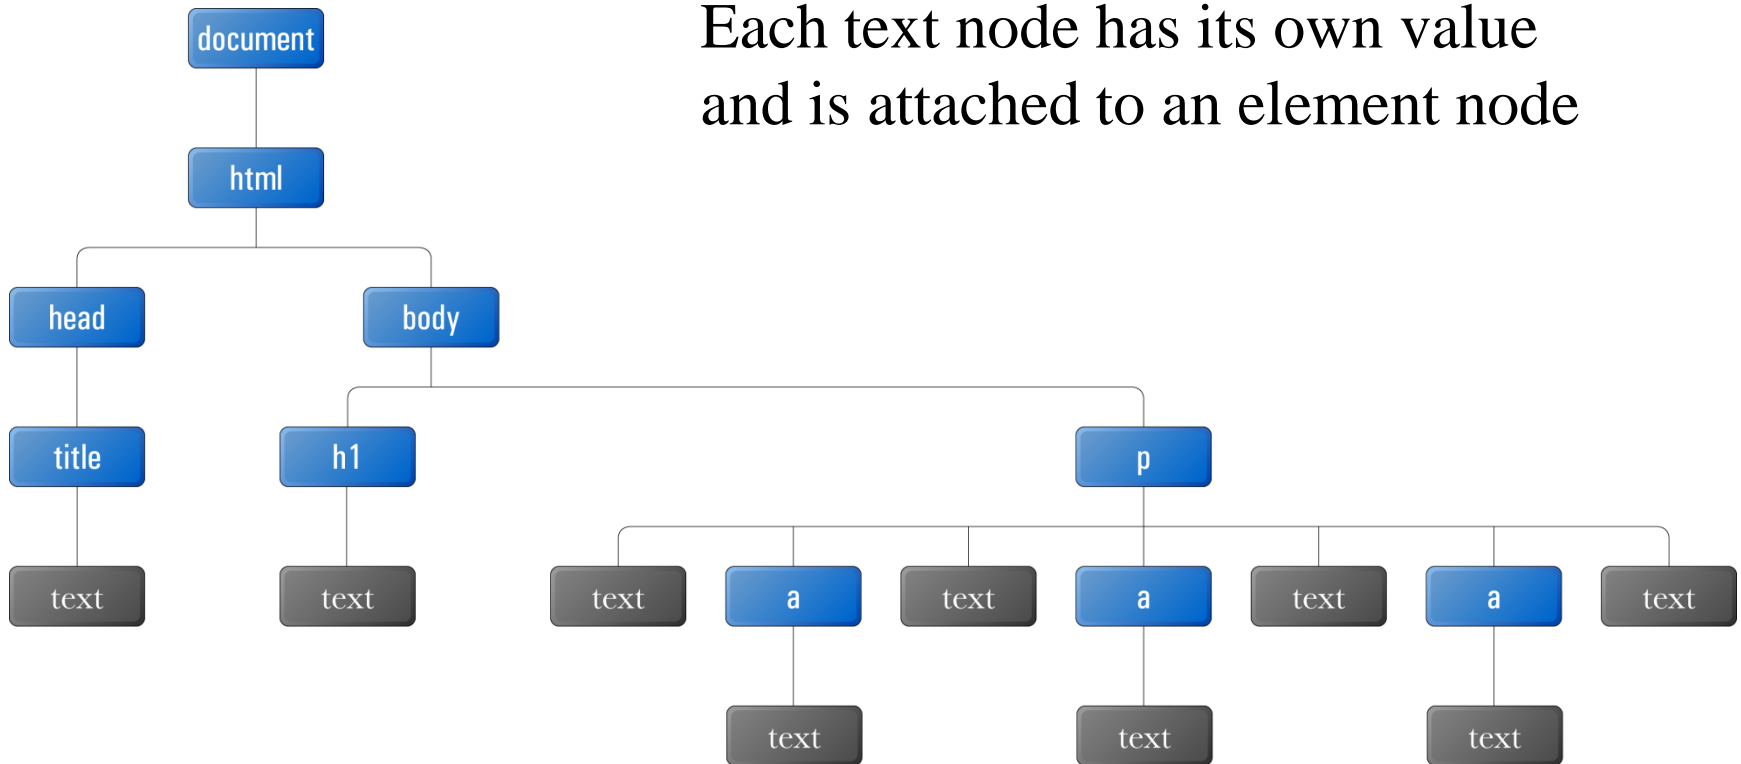 Each text node has its own value
and is attached to an element node
document
html
head body
title h1 p
text text text a text a text a text
text text text